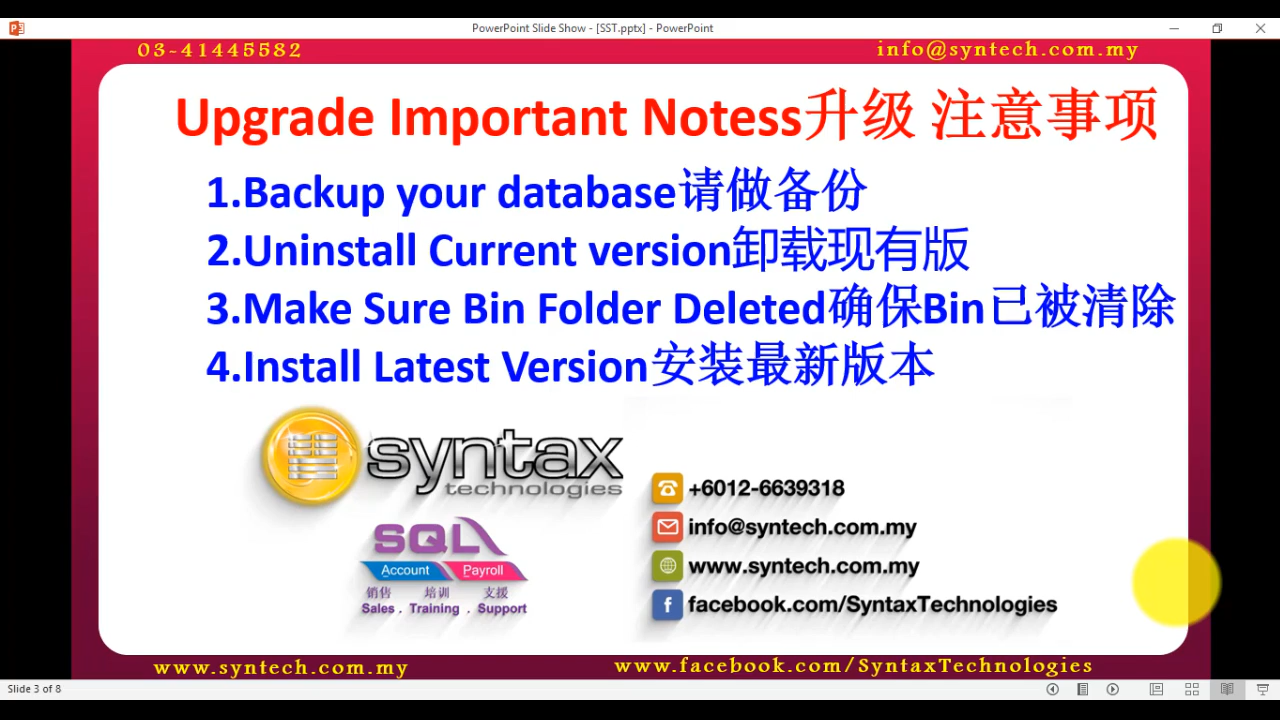 PowerPoint Slide Show - [SST.pptx] - PowerPoint
03-41445582
info@syntech.com.my
Upgrade Important Notess升级 注意事项
1.Backup your database请做备份
2.Uninstall Current version卸载现有版
3.Make Sure Bin Folder Deleted确保Bin已被清除
4.Install Latest Version安装最新版本
syntax
technologies
SQL
Account Payroll
销售 培训 支援
Sales . Training . Support
+6012-6639318
info@syntech.com.my
www.syntech.com.my
facebook.com/SyntaxTechnologies
www.syntech.com.my
www.facebook.com/SyntaxTechnologies
Slide 3 of 8